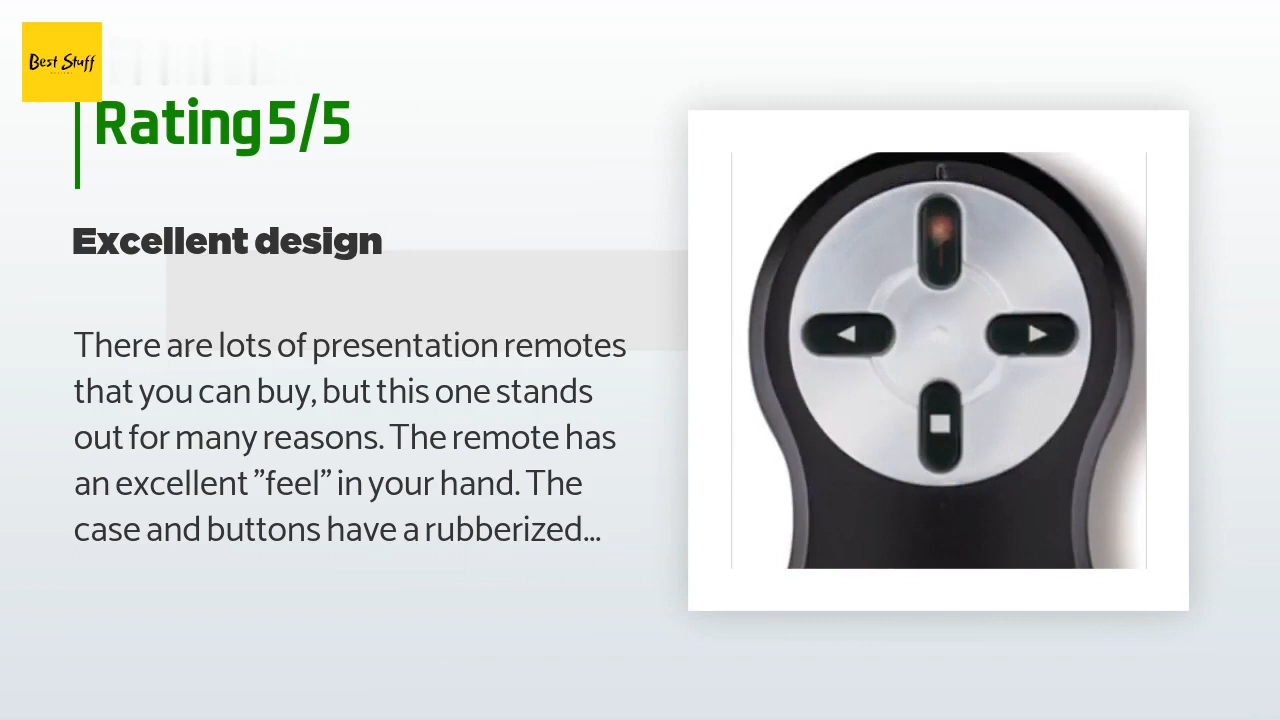 Best Stuff
Rating 5/5
Excellent design
There are lots of presentation remotes
that you can buy, but this one stands
out for many reasons. The remote has
an excellent ”feel” in your hand. The
case and buttons have a rubberized...